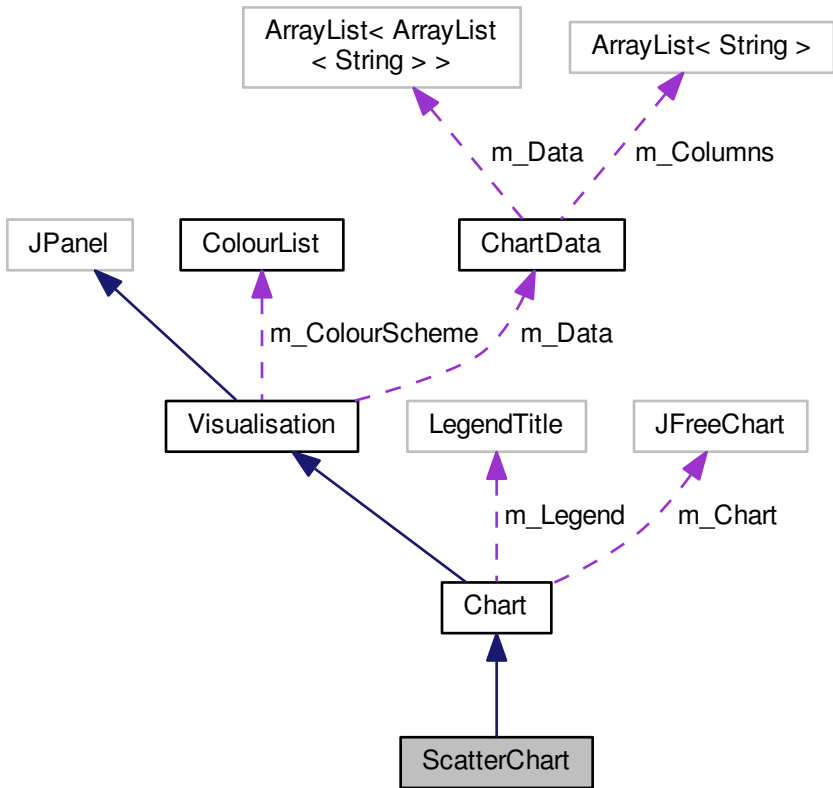 ArrayList< ArrayList
< String > >
ArrayList< String >
m_Data
m_Columns
JPanel
ColourList
ChartData
m_ColourScheme
m_Data
Visualisation
LegendTitle
JFreeChart
m_Legend
m_Chart
Chart
ScatterChart